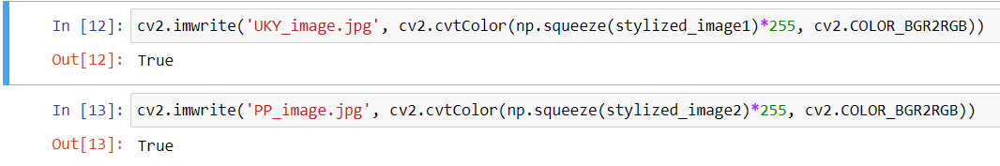 In [12]: cv2.imwrite('UKY_image.jpg', cv2.cvtColor(np.squeeze(stylized_image1)*255, cv2.COLOR_BGR2RGB))
Out[12]: True
In [13]: cv2.imwrite('PP_image.jpg', cv2.cvtColor(np.squeeze(stylized_image2)*255, cv2.COLOR_BGR2RGB))
Out[13]: True